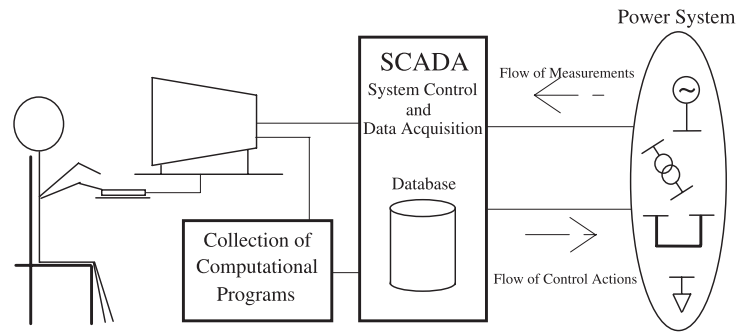 Power System
SCADA
System Control
and
Data Acquisition
Flow of Measurements
Database
Collection of
Computational
Programs
Flow of Control Actions